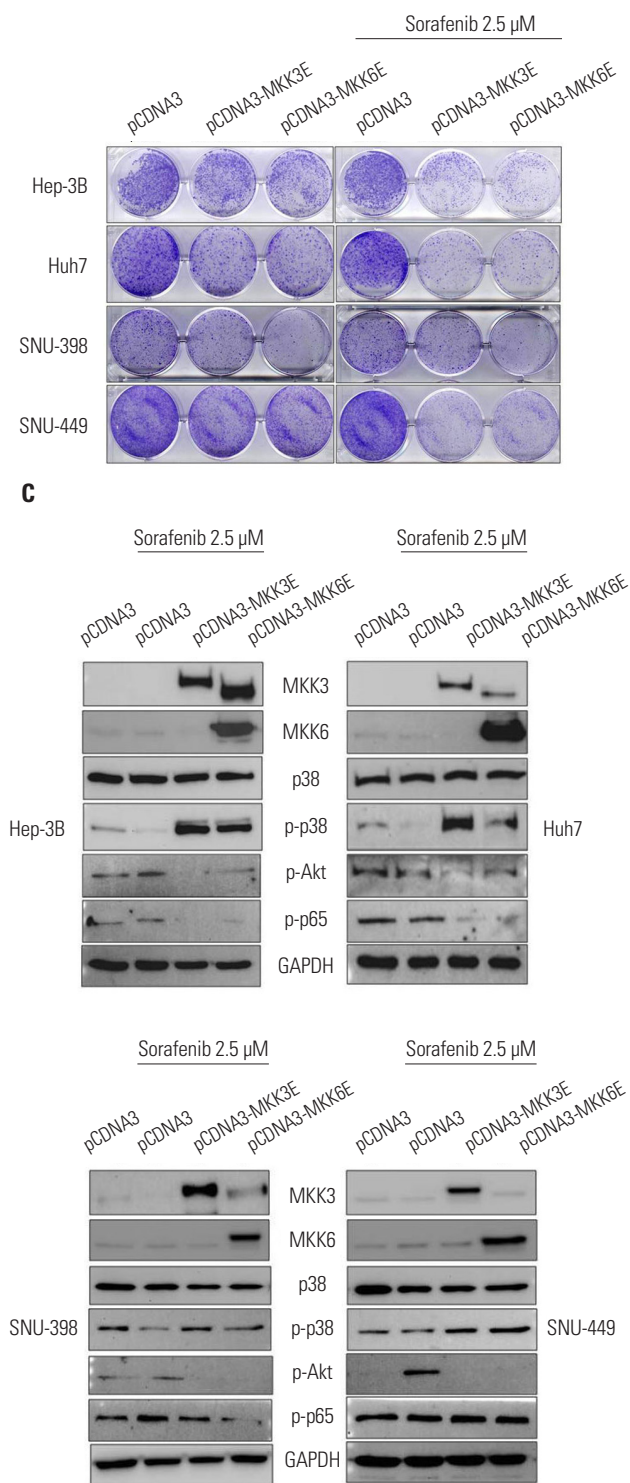 Sorafenib 2.5 µM
pCDNA3 pCDNA3-MKK3E pCDNA3-MKK6E pCDNA3 pCDNA3-MKK3E pCDNA3-MKK6E
Hep-3B
Huh7
SNU-398
SNU-449
C
Sorafenib 2.5 µM Sorafenib 2.5 µM
pCDNA3 pCDNA3 pCDNA3-MKK3E pCDNA3-MKK6E pCDNA3 pCDNA3 pCDNA3-MKK3E pCDNA3-MKK6E
MKK3
MKK6
p38
Hep-3B p-p38 Huh7
p-Akt
p-p65
GAPDH
Sorafenib 2.5 µM Sorafenib 2.5 µM
pCDNA3 pCDNA3 pCDNA3-MKK3E pCDNA3-MKK6E pCDNA3 pCDNA3 pCDNA3-MKK3E pCDNA3-MKK6E
MKK3
MKK6
p38
SNU-398 p-p38 SNU-449
p-Akt
p-p65
GAPDH